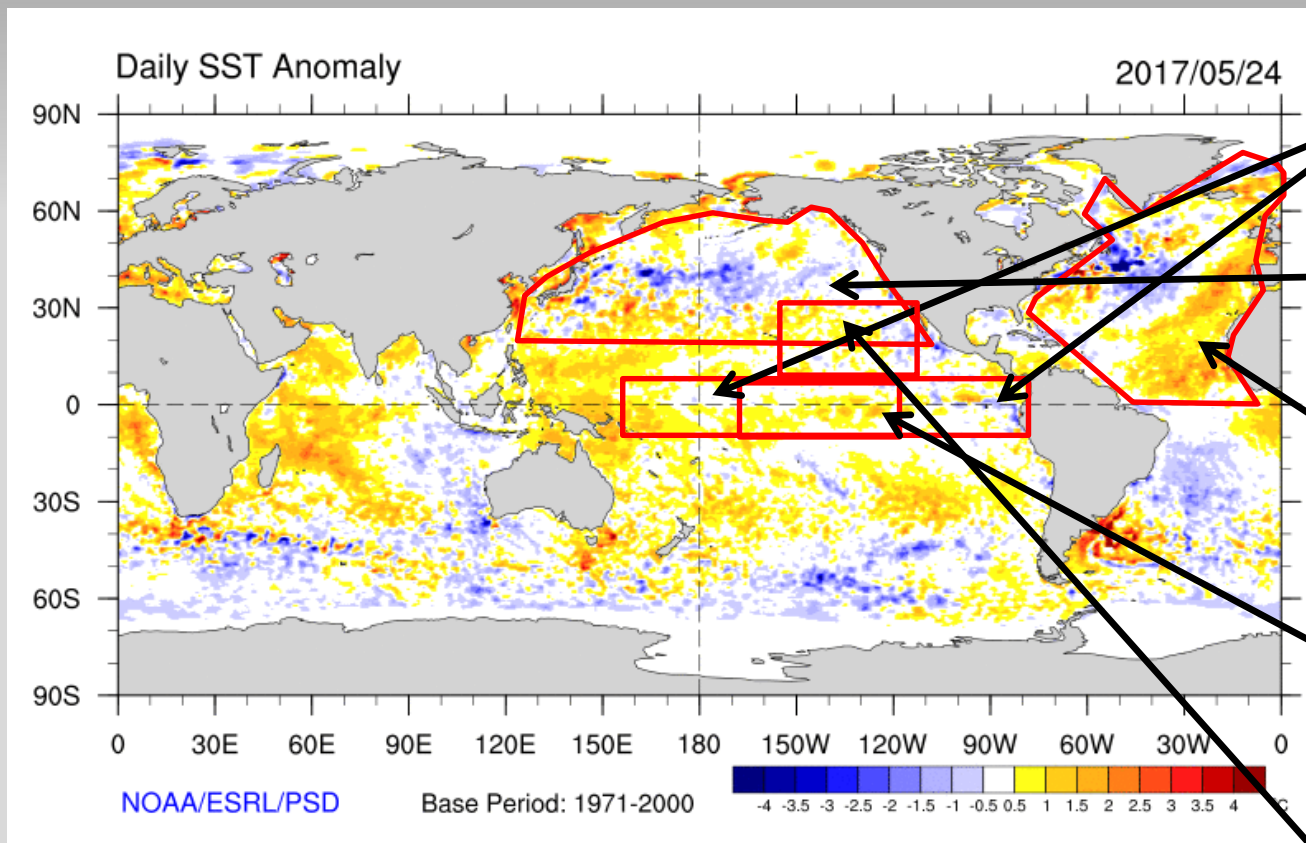 Daily SST Anomaly 2017/05/24
90N
60N
30N
0
30S
60S
90S
0 30E 60E 90E 120E 150E 180 150W 120W 90W 60W 30W 0
-4 -3.5 -3 -2.5 -2 -1.5 -1 -0.5 0.5 1 1.5 2 2.5 3 3.5 4
NOAA/ESRL/PSD Base Period: 1971-2000